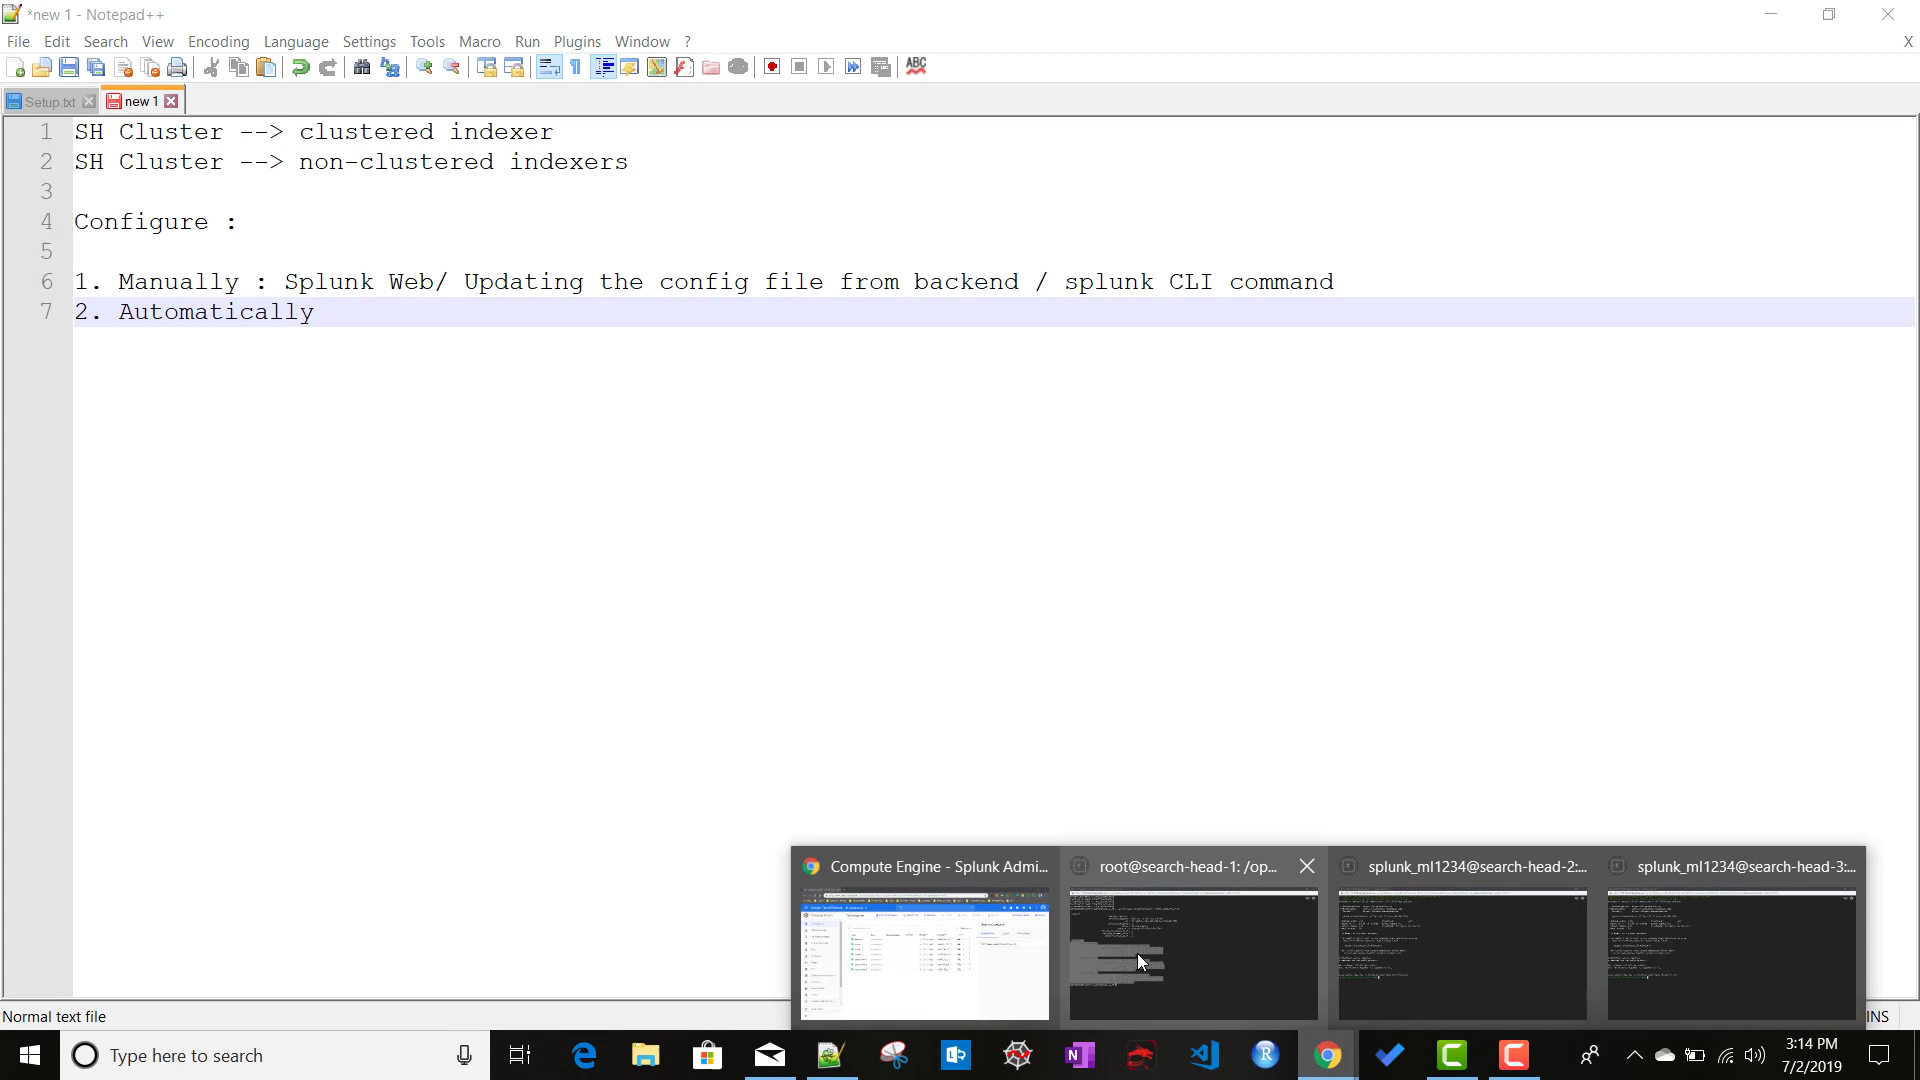 *new 1 - Notepad++
File Edit Search View Encoding Language Settings Tools Macro Run Plugins Window ? X
ABC
Setup.txt new 1
1 SH Cluster --> clustered indexer
2 SH Cluster --> non-clustered indexers
3
4 Configure :
5
6 1. Manually : Splunk Web/ Updating the config file from backend / splunk CLI command
7 2. Automatically
Compute Engine - Splunk Admi... root@search-head-1: /op... splunk_ml1234@search-head-2:... splunk_ml1234@search-head-3:...
Normal text file INS
Type here to search
3:14 PM
7/2/2019